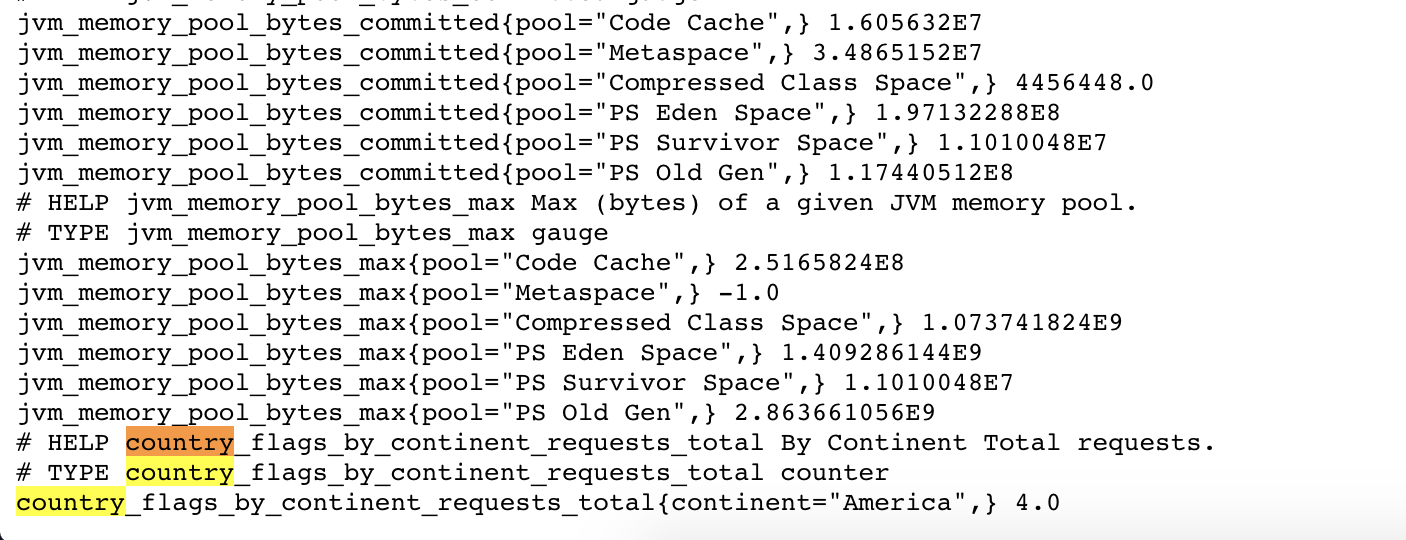 jvm_memory_pool_bytes_committed{pool="Code Cache",} 1.605632E7
jvm_memory_pool_bytes_committed{pool="Metaspace",} 3.4865152E7
jvm_memory_pool_bytes_committed{pool="Compressed Class Space",} 4456448.0
jvm_memory_pool_bytes_committed{pool="PS Eden Space",} 1.97132288E8
jvm_memory_pool_bytes_committed{pool="PS Survivor Space",} 1.1010048E7
jvm_memory_pool_bytes_committed{pool="PS Old Gen",} 1.17440512E8
# HELP jvm_memory_pool_bytes_max Max (bytes) of a given JVM memory pool.
# TYPE jvm_memory_pool_bytes_max gauge
jvm_memory_pool_bytes_max{pool="Code Cache",} 2.5165824E8
jvm_memory_pool_bytes_max{pool="Metaspace",} -1.0
jvm_memory_pool_bytes_max{pool="Compressed Class Space",} 1.073741824E9
jvm_memory_pool_bytes_max{pool="PS Eden Space",} 1.409286144E9
jvm_memory_pool_bytes_max{pool="PS Survivor Space",} 1.1010048E7
jvm_memory_pool_bytes_max{pool="PS Old Gen",} 2.863661056E9
# HELP country_flags_by_continent_requests_total By Continent Total requests.
# TYPE country_flags_by_continent_requests_total counter
country_flags_by_continent_requests_total{continent="America",} 4.0